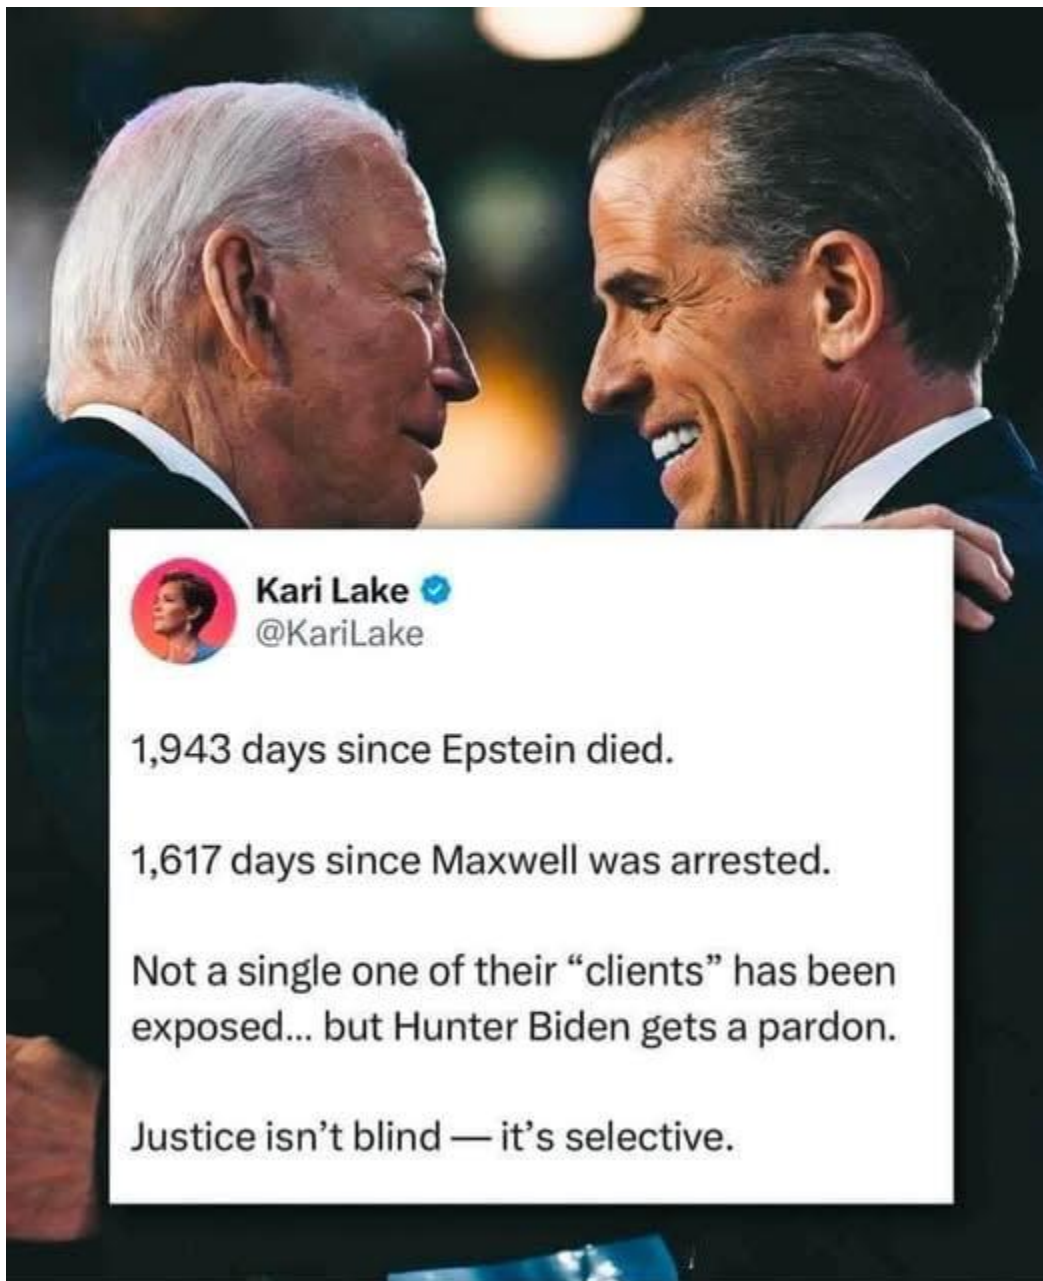 Kari Lake
@KariLake
1,943 days since Epstein died.
1,617 days since Maxwell was arrested.
Not a single one of their “clients” has been
exposed... but Hunter Biden gets a pardon.
Justice isn’t blind — it’s selective.